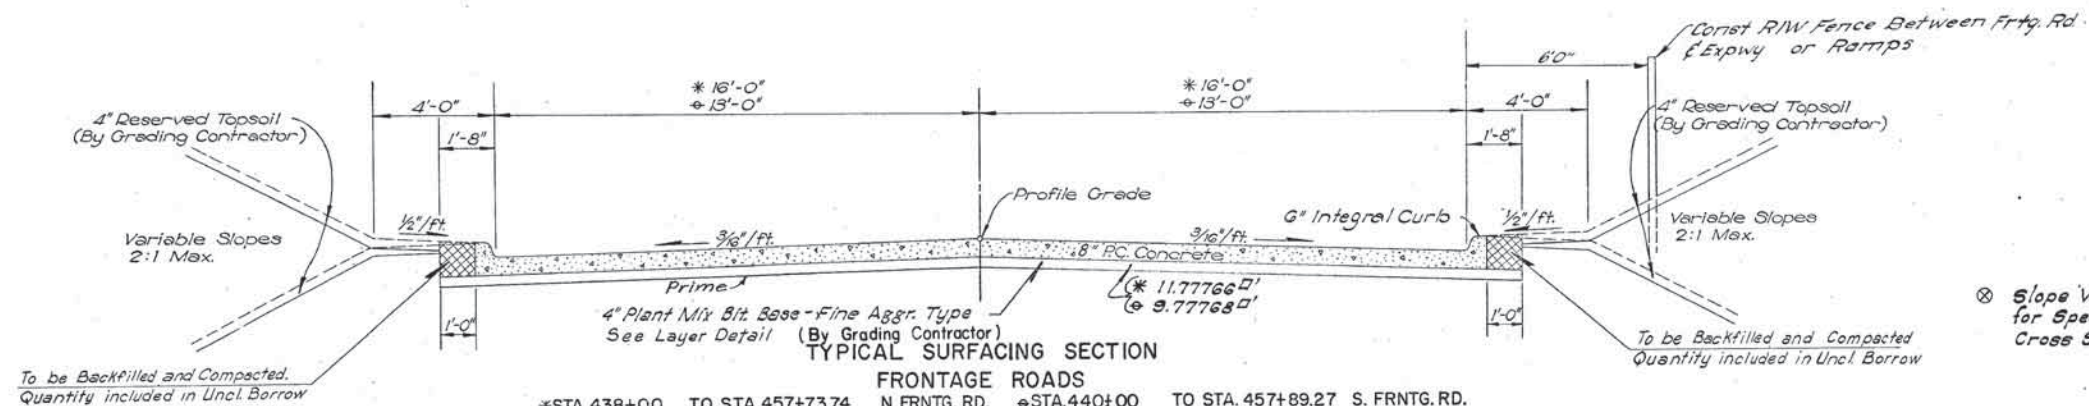 Const R/W Fence Between Frtg. Rd.
₵ Expwy or Ramps
6'0"
* 16'-0"
⌖ 13'-0"
* 16'-0"
⌖ 13'-0"
4'-0"
4'-0"
4" Reserved Topsoil
(By Grading Contractor)
4" Reserved Topsoil
(By Grading Contractor)
1'-8"
1'-8"
Profile Grade
6" Integral Curb
1/2"/ft.
1/2"/ft.
3/16"/ft.
3/16"/ft.
Variable Slopes
2:1 Max.
Variable Slopes
2:1 Max.
8" P.C. Concrete
Prime
(* 11.77766□'
(⌖ 9.77768□'
4" Plant Mix Bit. Base-Fine Aggr. Type
See Layer Detail (By Grading Contractor)
1'-0"
1'-0"
⊗ Slope V
for Spe
Cross S
To be Backfilled and Compacted.
Quantity included in Uncl. Borrow
To be Backfilled and Compacted
Quantity included in Uncl. Borrow
TYPICAL SURFACING SECTION
FRONTAGE ROADS
*STA. 438+00 TO STA. 457+73.74 N. FRNTG. RD. ⌖STA. 440+00 TO STA. 457+89.27 S. FRNTG. RD.